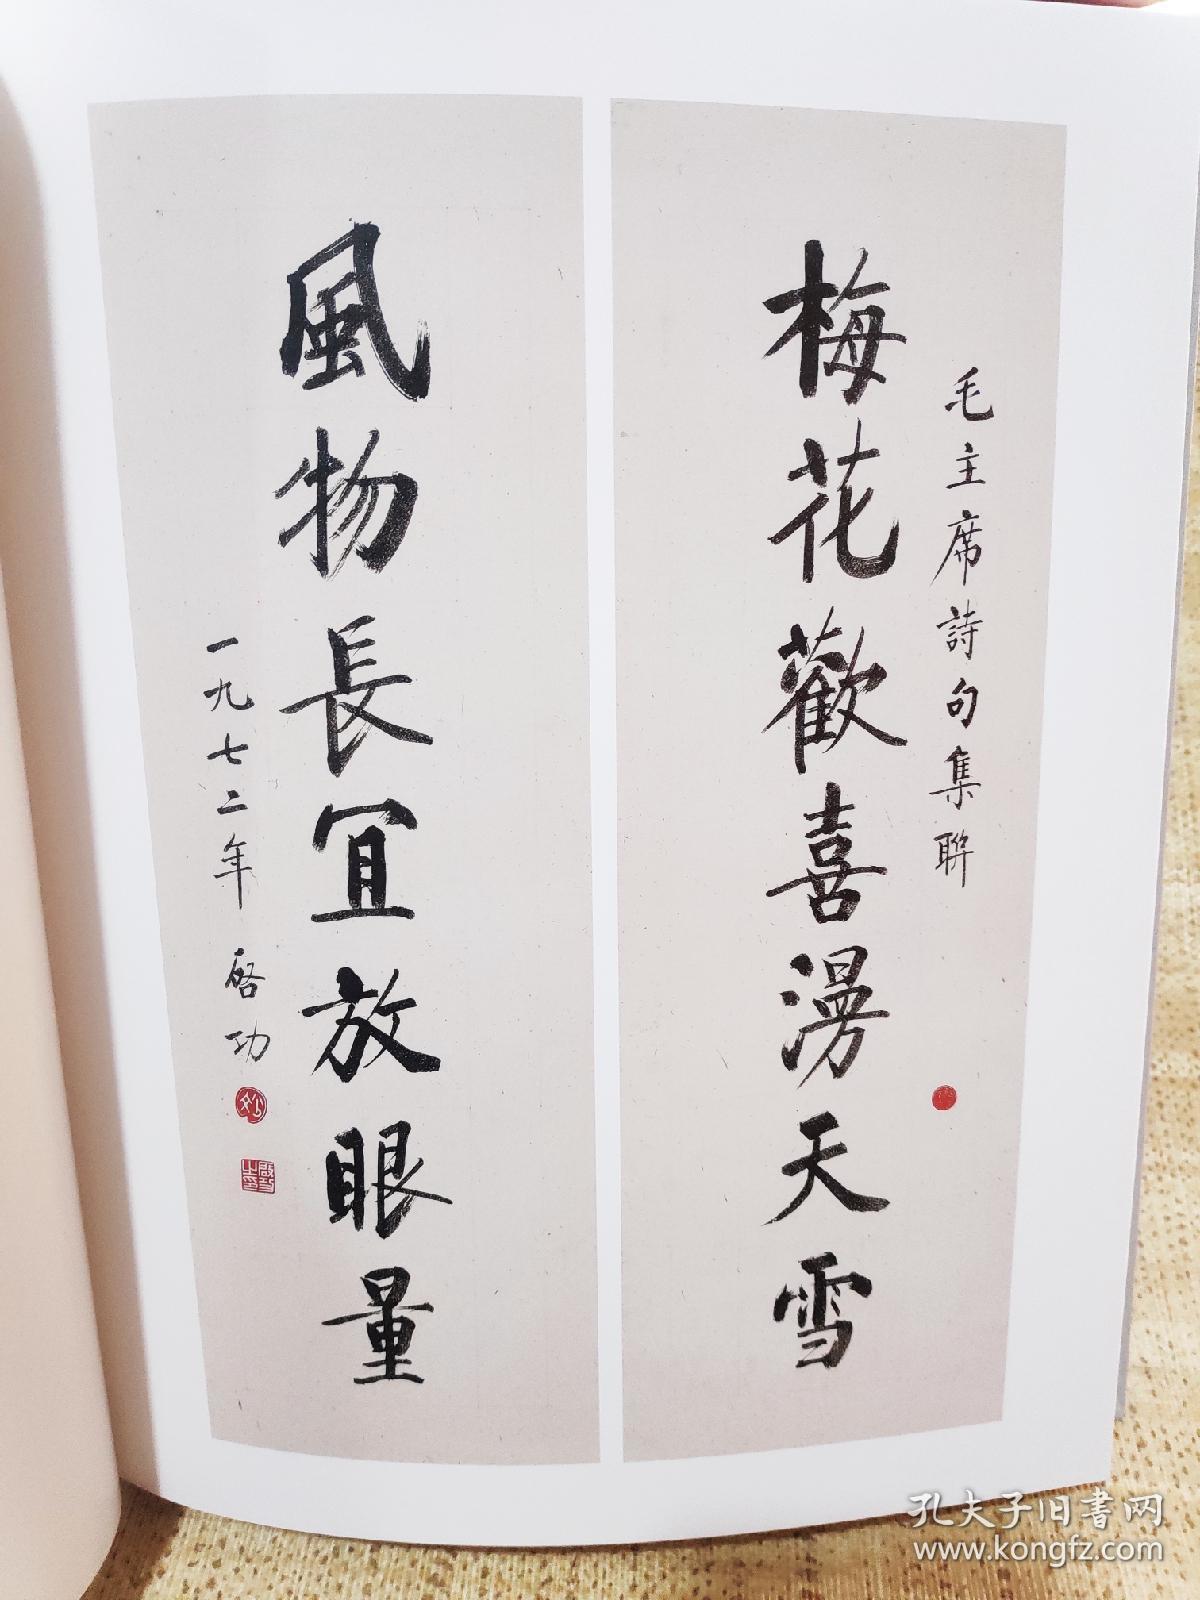 毛主席詩句集聯
梅花歡喜漫天雪
風物長宜放眼量
一九七二年 啓功
孔夫子旧書网
www.kongfz.com